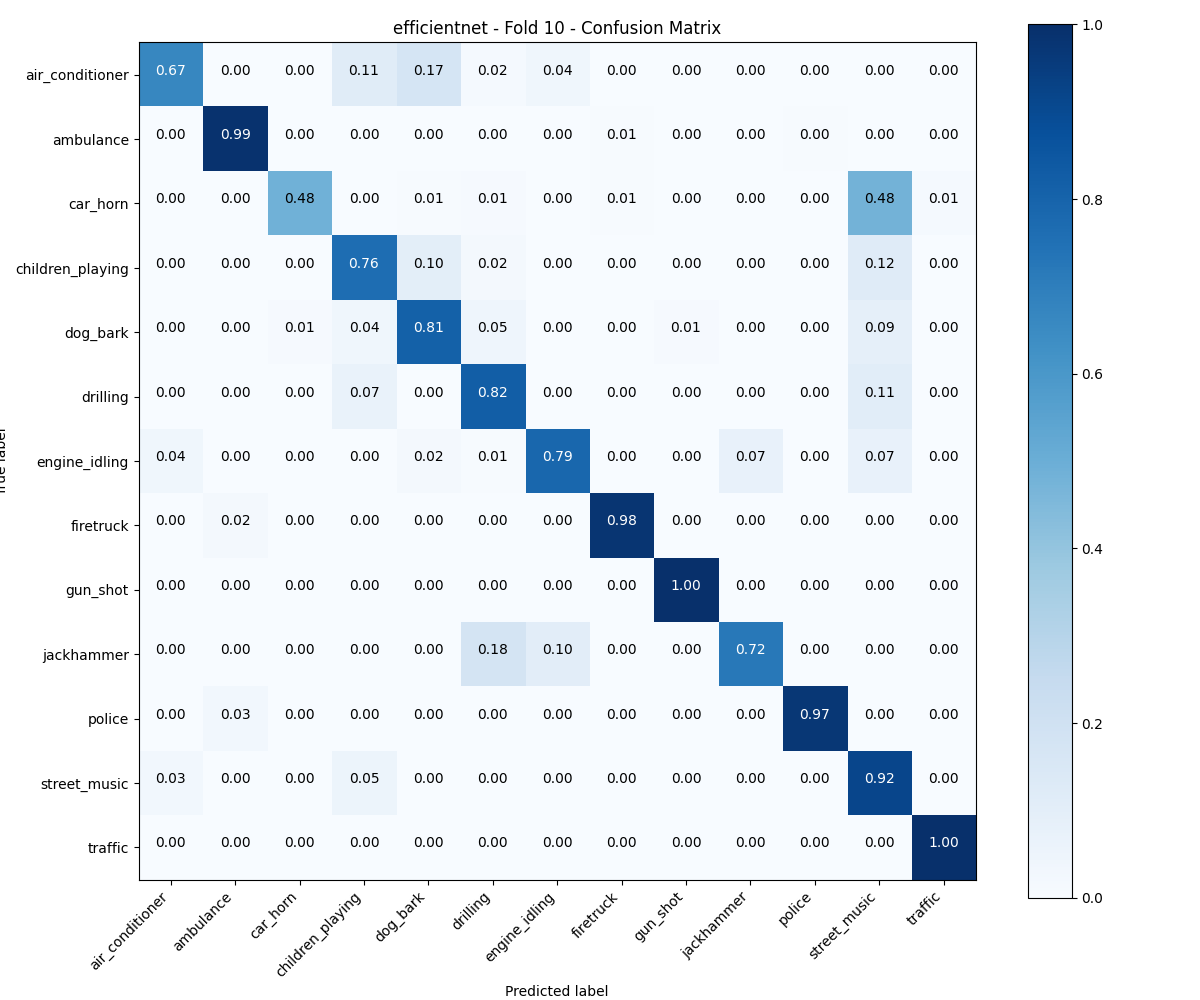 efficientnet - Fold 10 - Confusion Matrix
air_conditioner 0.67 0.00 0.00 0.11 0.17 0.02 0.04 0.00 0.00 0.00 0.00 0.00 0.00
ambulance 0.00 0.99 0.00 0.00 0.00 0.00 0.00 0.01 0.00 0.00 0.00 0.00 0.00
car_horn 0.00 0.00 0.48 0.00 0.01 0.01 0.00 0.01 0.00 0.00 0.00 0.48 0.01
children_playing 0.00 0.00 0.00 0.76 0.10 0.02 0.00 0.00 0.00 0.00 0.00 0.12 0.00
dog_bark 0.00 0.00 0.01 0.04 0.81 0.05 0.00 0.00 0.01 0.00 0.00 0.09 0.00
drilling 0.00 0.00 0.00 0.07 0.00 0.82 0.00 0.00 0.00 0.00 0.00 0.11 0.00
engine_idling 0.04 0.00 0.00 0.00 0.02 0.01 0.79 0.00 0.00 0.07 0.00 0.07 0.00
firetruck 0.00 0.02 0.00 0.00 0.00 0.00 0.00 0.98 0.00 0.00 0.00 0.00 0.00
gun_shot 0.00 0.00 0.00 0.00 0.00 0.00 0.00 0.00 1.00 0.00 0.00 0.00 0.00
jackhammer 0.00 0.00 0.00 0.00 0.00 0.18 0.10 0.00 0.00 0.72 0.00 0.00 0.00
police 0.00 0.03 0.00 0.00 0.00 0.00 0.00 0.00 0.00 0.00 0.97 0.00 0.00
street_music 0.03 0.00 0.00 0.05 0.00 0.00 0.00 0.00 0.00 0.00 0.00 0.92 0.00
traffic 0.00 0.00 0.00 0.00 0.00 0.00 0.00 0.00 0.00 0.00 0.00 0.00 1.00
air_conditioner ambulance car_horn children_playing dog_bark drilling engine_idling firetruck gun_shot jackhammer police street_music traffic
Predicted label
1.0
0.8
0.6
0.4
0.2
0.0